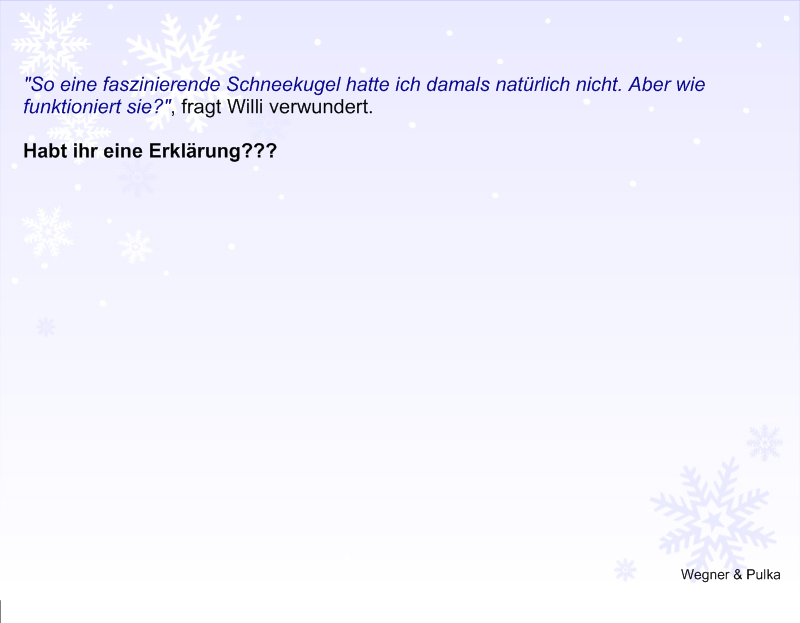 "So eine faszinierende Schneekugel hatte ich damals natürlich nicht. Aber wie
funktioniert sie?", fragt Willi verwundert.
Habt ihr eine Erklärung???
Wegner & Pulka